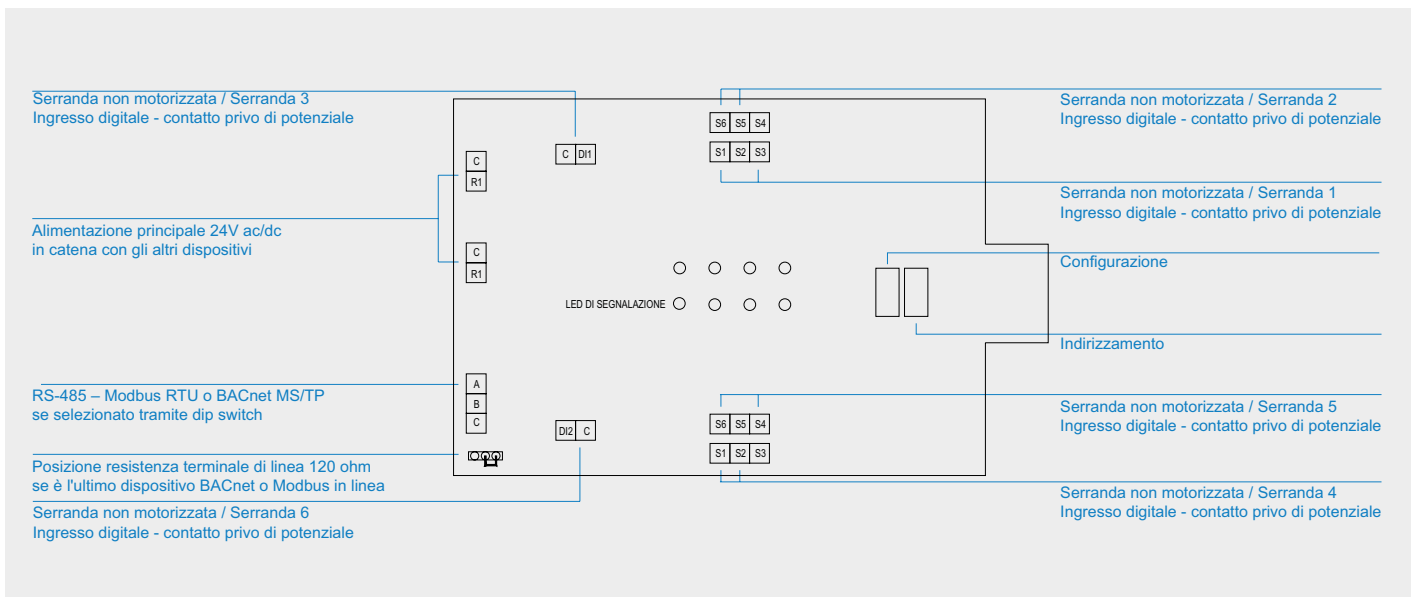 Serranda non motorizzata / Serranda 3
Ingresso digitale - contatto privo di potenziale
Alimentazione principale 24V ac/dc
in catena con gli altri dispositivi
RS-485 – Modbus RTU o BACnet MS/TP
se selezionato tramite dip switch
Posizione resistenza terminale di linea 120 ohm
se è l'ultimo dispositivo BACnet o Modbus in linea
Serranda non motorizzata / Serranda 6
Ingresso digitale - contatto privo di potenziale
C
R1
C
R1
A
B
C
C DI1
DI2 C
S6 S5 S4
S1 S2 S3
LED DI SEGNALAZIONE
S6 S5 S4
S1 S2 S3
Serranda non motorizzata / Serranda 2
Ingresso digitale - contatto privo di potenziale
Serranda non motorizzata / Serranda 1
Ingresso digitale - contatto privo di potenziale
Configurazione
Indirizzamento
Serranda non motorizzata / Serranda 5
Ingresso digitale - contatto privo di potenziale
Serranda non motorizzata / Serranda 4
Ingresso digitale - contatto privo di potenziale